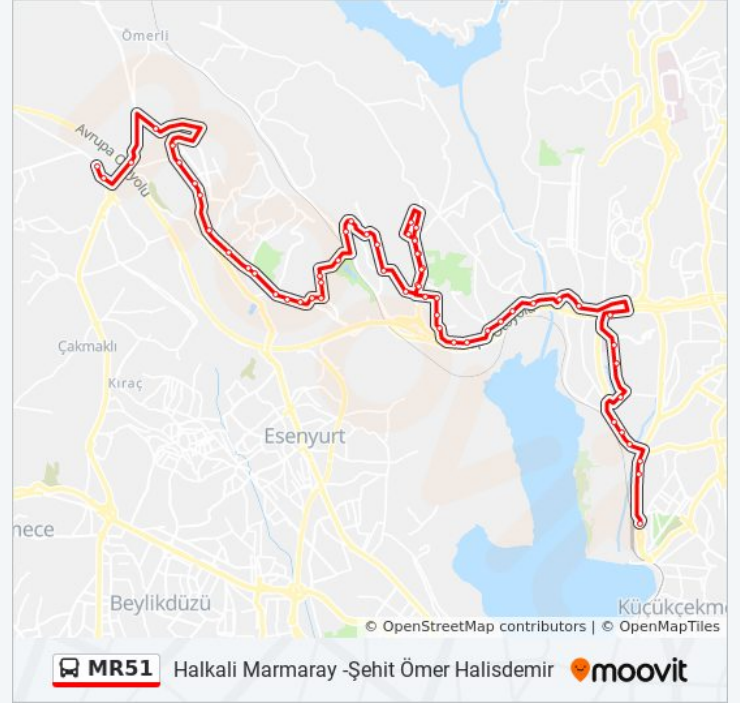 Ömerli
Avrupa Otoyolu
Çakmaklı
Kıraç
Esenyurt
nece
Beylikdüzü
Küçükçekme
© OpenStreetMap contributors | © OpenMapTiles
MR51 Halkali Marmaray -Şehit Ömer Halisdemir moovit